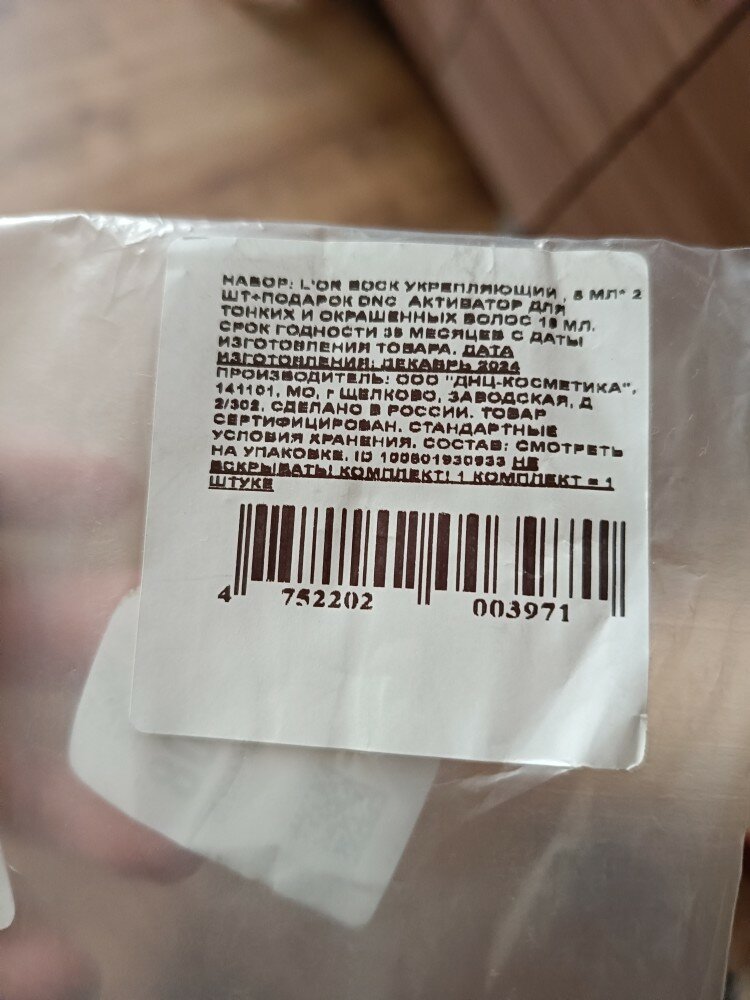 НАБОР: L'OR ВОСК УКРЕПЛЯЮЩИЙ , 5 МЛ* 2
ШТ+ПОДАРОК DNC АКТИВАТОР ДЛЯ
ТОНКИХ И ОКРАШЕННЫХ ВОЛОС 15 МЛ.
СРОК ГОДНОСТИ 36 МЕСЯЦЕВ С ДАТЫ
ИЗГОТОВЛЕНИЯ ТОВАРА. ДАТА
ИЗГОТОВЛЕНИЯ: ДЕКАБРЬ 2024
ПРОИЗВОДИТЕЛЬ: ООО "ДНЦ-КОСМЕТИКА",
141101, МО, г ЩЕЛКОВО, ЗАВОДСКАЯ, Д
2/302. СДЕЛАНО В РОССИИ. ТОВАР
СЕРТИФИЦИРОВАН. СТАНДАРТНЫЕ
УСЛОВИЯ ХРАНЕНИЯ. СОСТАВ: СМОТРЕТЬ
НА УПАКОВКЕ. ID 100801930933 НЕ
ВСКРЫВАТЬ! КОМПЛЕКТ! 1 КОМПЛЕКТ = 1
ШТУКЕ
4 752202 003971